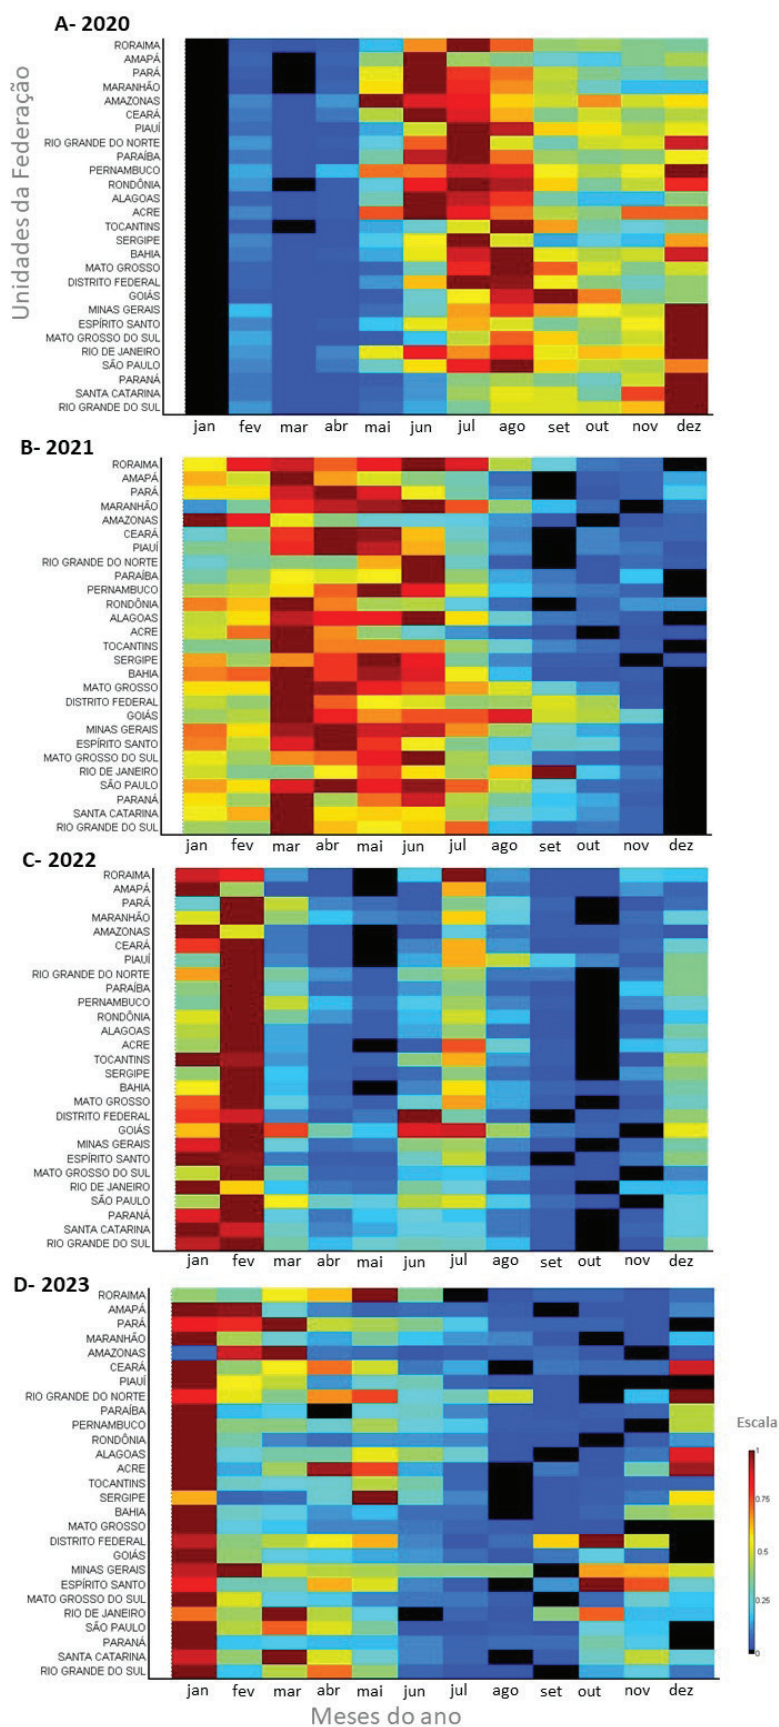 A- 2020
Unidades da Federação
RORAIMA
AMAPÁ
PARÁ
MARANHÃO
AMAZONAS
CEARÁ
PIAUÍ
RIO GRANDE DO NORTE
PARAÍBA
PERNAMBUCO
RONDÔNIA
ALAGOAS
ACRE
TOCANTINS
SERGIPE
BAHIA
MATO GROSSO
DISTRITO FEDERAL
GOIÁS
MINAS GERAIS
ESPÍRITO SANTO
MATO GROSSO DO SUL
RIO DE JANEIRO
SÃO PAULO
PARANÁ
SANTA CATARINA
RIO GRANDE DO SUL
jan fev mar abr mai jun jul ago set out nov dez
B- 2021
RORAIMA
AMAPÁ
PARÁ
MARANHÃO
AMAZONAS
CEARÁ
PIAUÍ
RIO GRANDE DO NORTE
PARAÍBA
PERNAMBUCO
RONDÔNIA
ALAGOAS
ACRE
TOCANTINS
SERGIPE
BAHIA
MATO GROSSO
DISTRITO FEDERAL
GOIÁS
MINAS GERAIS
ESPÍRITO SANTO
MATO GROSSO DO SUL
RIO DE JANEIRO
SÃO PAULO
PARANÁ
SANTA CATARINA
RIO GRANDE DO SUL
jan fev mar abr mai jun jul ago set out nov dez
C- 2022
RORAIMA
AMAPÁ
PARÁ
MARANHÃO
AMAZONAS
CEARÁ
PIAUÍ
RIO GRANDE DO NORTE
PARAÍBA
PERNAMBUCO
RONDÔNIA
ALAGOAS
ACRE
TOCANTINS
SERGIPE
BAHIA
MATO GROSSO
DISTRITO FEDERAL
GOIÁS
MINAS GERAIS
ESPÍRITO SANTO
MATO GROSSO DO SUL
RIO DE JANEIRO
SÃO PAULO
PARANÁ
SANTA CATARINA
RIO GRANDE DO SUL
jan fev mar abr mai jun jul ago set out nov dez
D- 2023
RORAIMA
AMAPÁ
PARÁ
MARANHÃO
AMAZONAS
CEARÁ
PIAUÍ
RIO GRANDE DO NORTE
PARAÍBA
PERNAMBUCO
RONDÔNIA
ALAGOAS
ACRE
TOCANTINS
SERGIPE
BAHIA
MATO GROSSO
DISTRITO FEDERAL
GOIÁS
MINAS GERAIS
ESPÍRITO SANTO
MATO GROSSO DO SUL
RIO DE JANEIRO
SÃO PAULO
PARANÁ
SANTA CATARINA
RIO GRANDE DO SUL
jan fev mar abr mai jun jul ago set out nov dez
Meses do ano
Escala
1
0.75
0.5
0.25
0